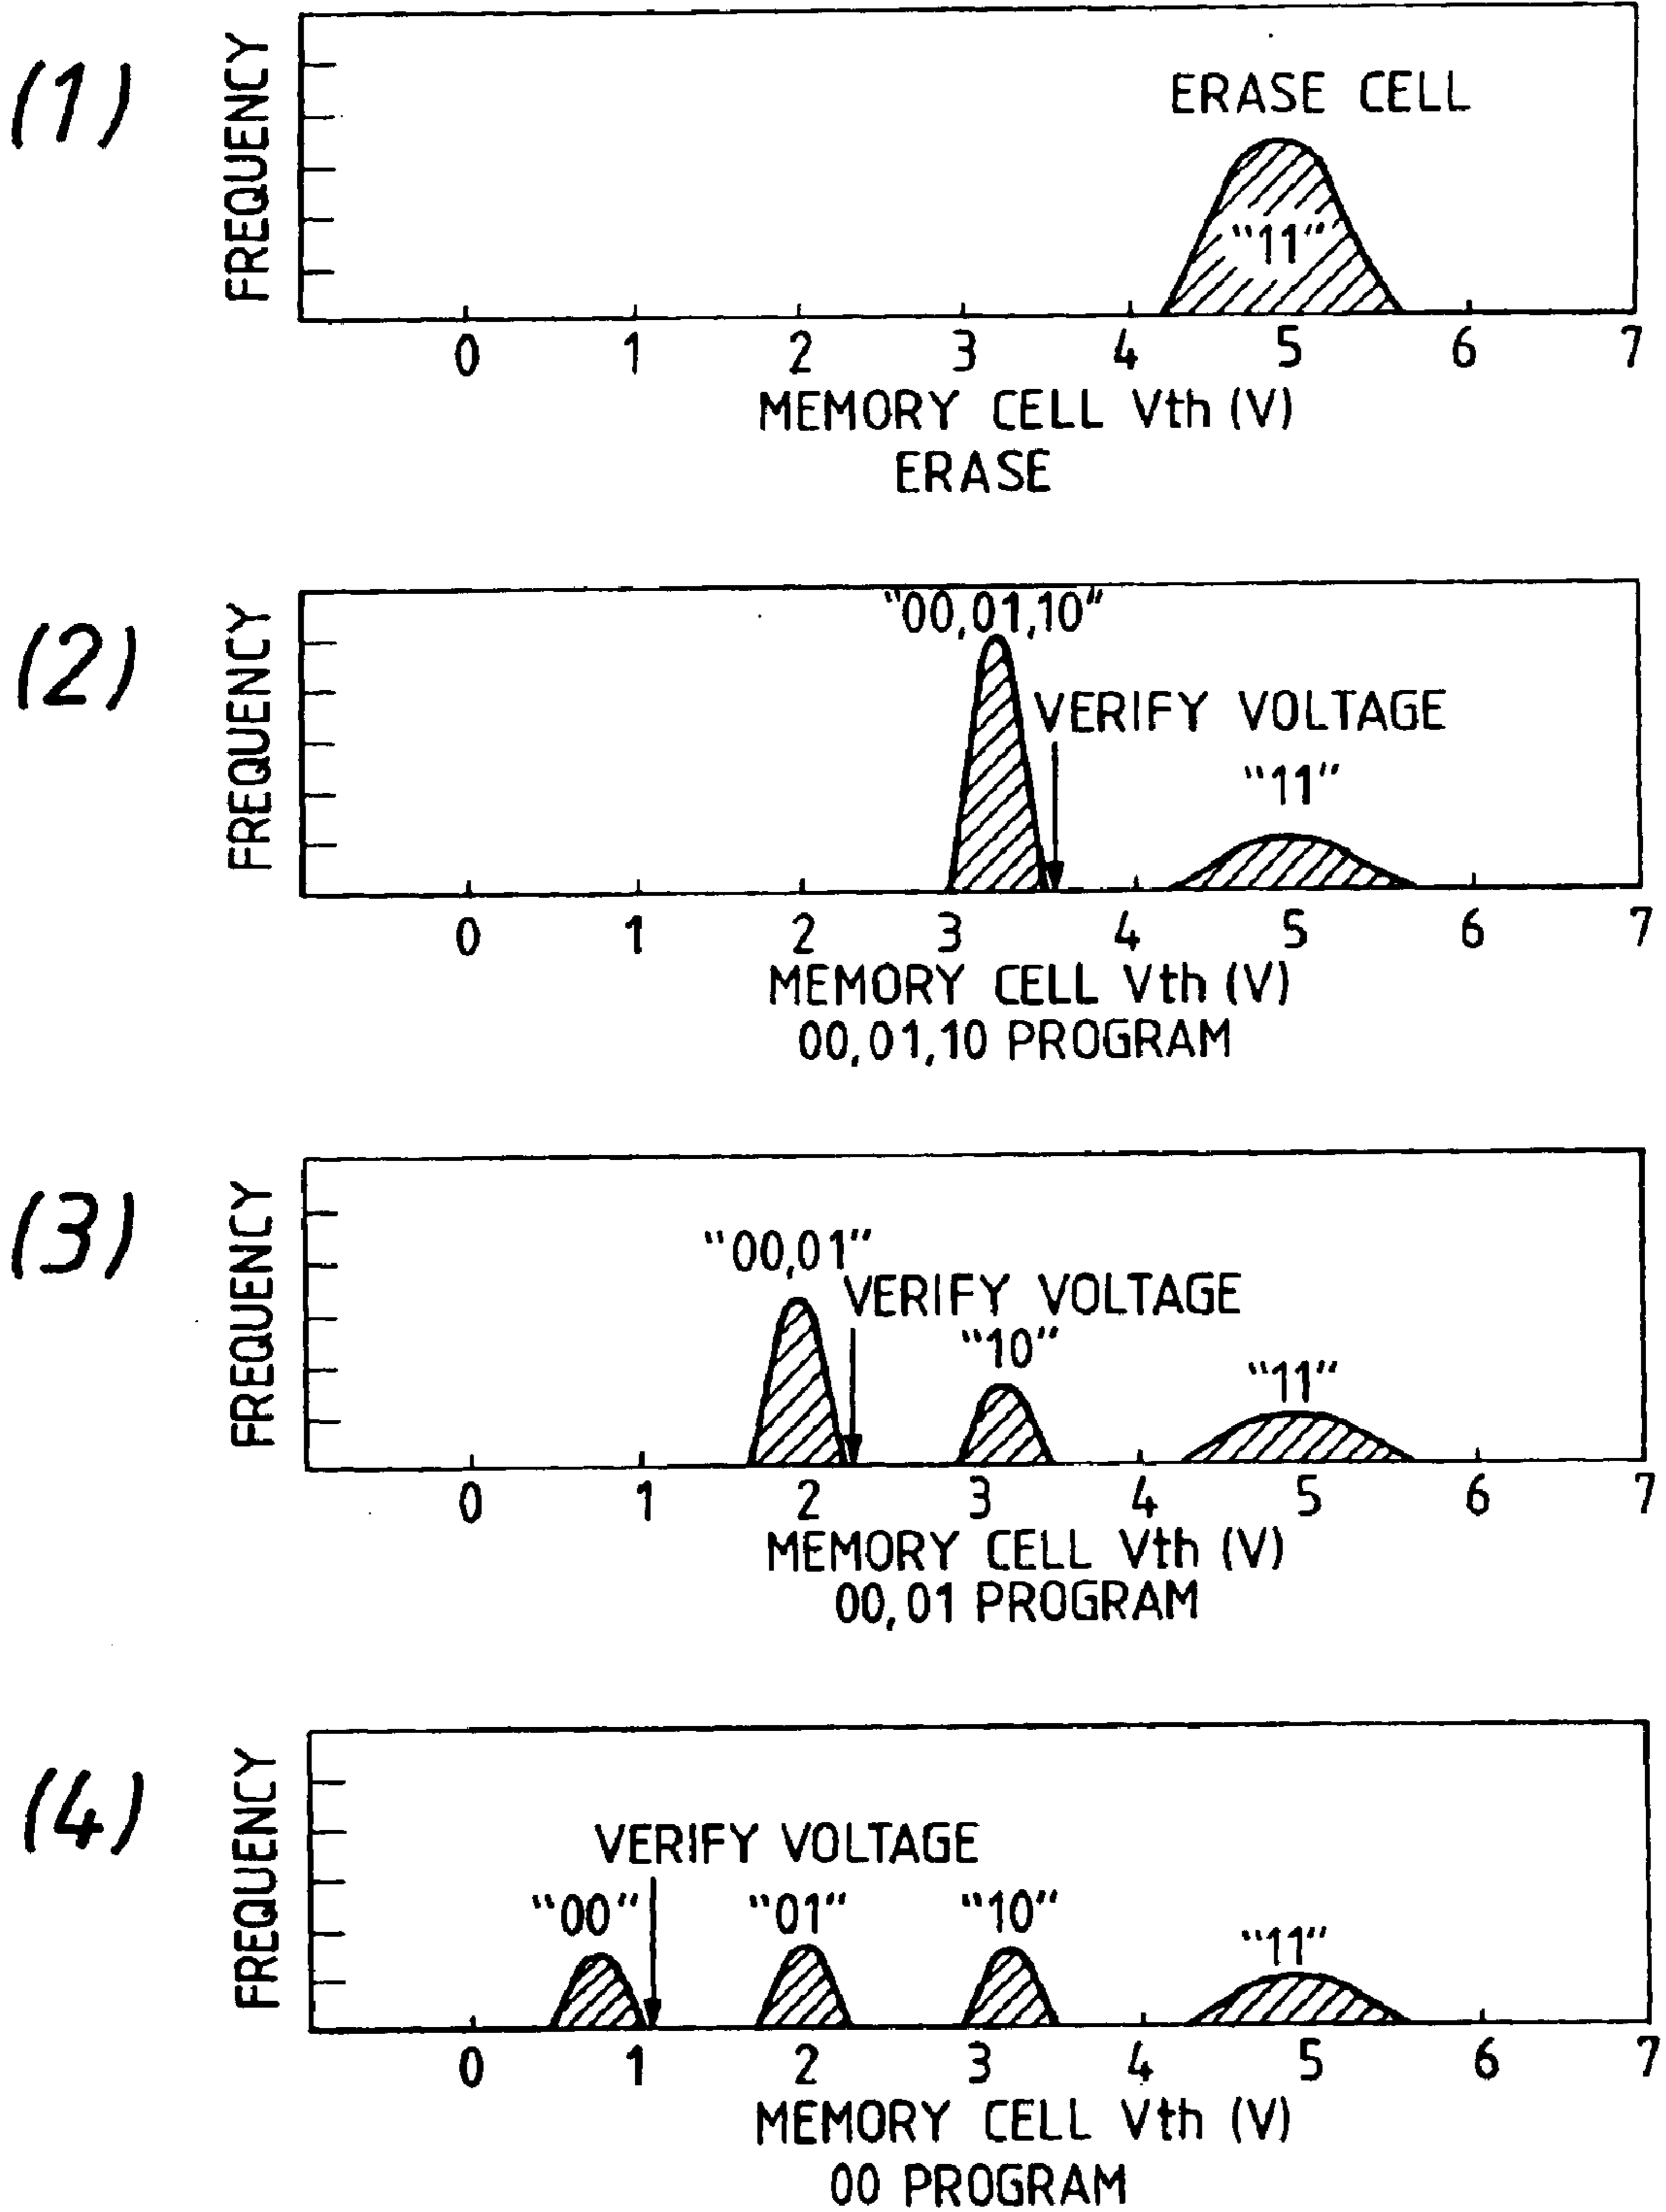 (1)
FREQUENCY
ERASE CELL
"11"
0 1 2 3 4 5 6 7
MEMORY CELL Vth (V)
ERASE
(2)
FREQUENCY
"00,01,10"
VERIFY VOLTAGE
"11"
0 1 2 3 4 5 6 7
MEMORY CELL Vth (V)
00,01,10 PROGRAM
(3)
FREQUENCY
"00,01"
VERIFY VOLTAGE
"10"
"11"
0 1 2 3 4 5 6 7
MEMORY CELL Vth (V)
00,01 PROGRAM
(4)
FREQUENCY
VERIFY VOLTAGE
"00" "01" "10" "11"
0 1 2 3 4 5 6 7
MEMORY CELL Vth (V)
00 PROGRAM